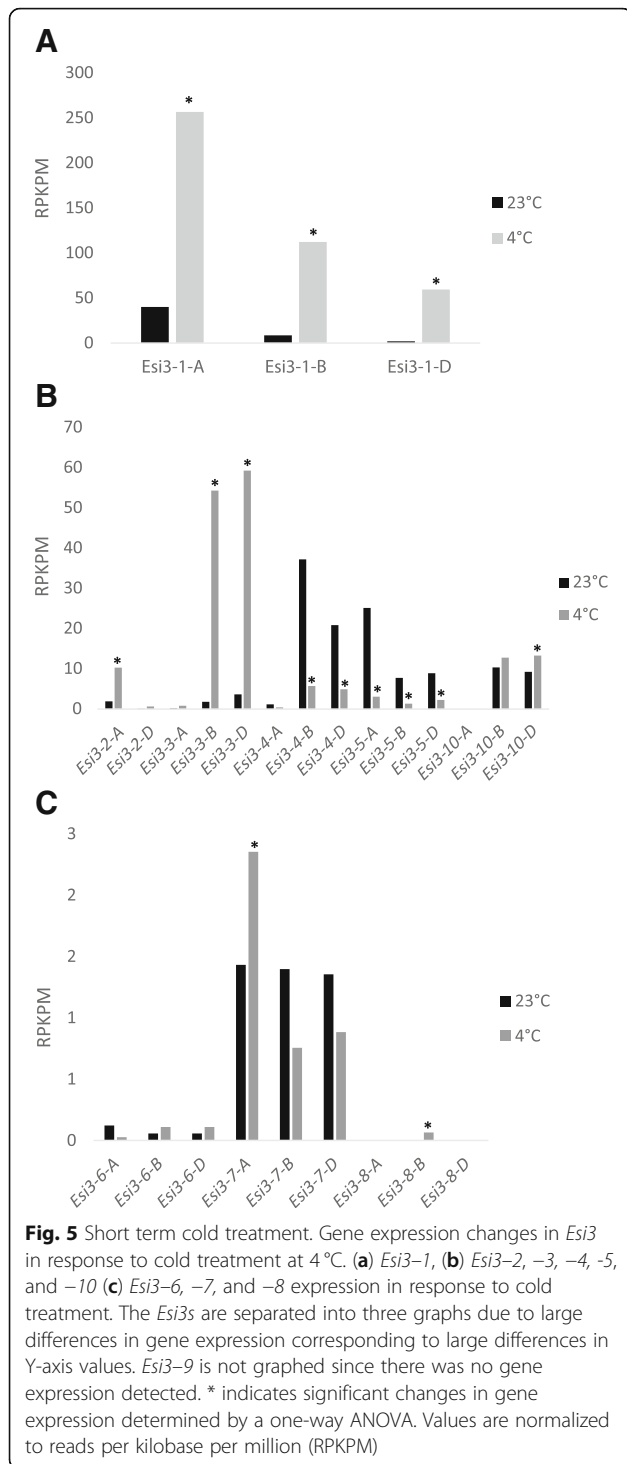 A
300
250
200
150
100
50
0
RPKPM
*
*
*
23°C
4°C
Esi3-1-A Esi3-1-B Esi3-1-D
B
70
60
50
40
30
20
10
0
RPKPM
*
*
*
*
*
*
*
*
*
23°C
4°C
Esi3-2-A Esi3-2-D Esi3-3-A Esi3-3-B Esi3-3-D Esi3-4-A Esi3-4-B Esi3-4-D Esi3-5-A Esi3-5-B Esi3-5-D Esi3-10-A Esi3-10-B Esi3-10-D
C
3
2
2
1
1
0
RPKPM
*
*
23°C
4°C
Esi3-6-A Esi3-6-B Esi3-6-D Esi3-7-A Esi3-7-B Esi3-7-D Esi3-8-A Esi3-8-B Esi3-8-D
Fig. 5 Short term cold treatment. Gene expression changes in Esi3
in response to cold treatment at 4 °C. (a) Esi3–1, (b) Esi3–2, −3, −4, -5,
and −10 (c) Esi3–6, −7, and −8 expression in response to cold
treatment. The Esi3s are separated into three graphs due to large
differences in gene expression corresponding to large differences in
Y-axis values. Esi3–9 is not graphed since there was no gene
expression detected. * indicates significant changes in gene
expression determined by a one-way ANOVA. Values are normalized
to reads per kilobase per million (RPKPM)